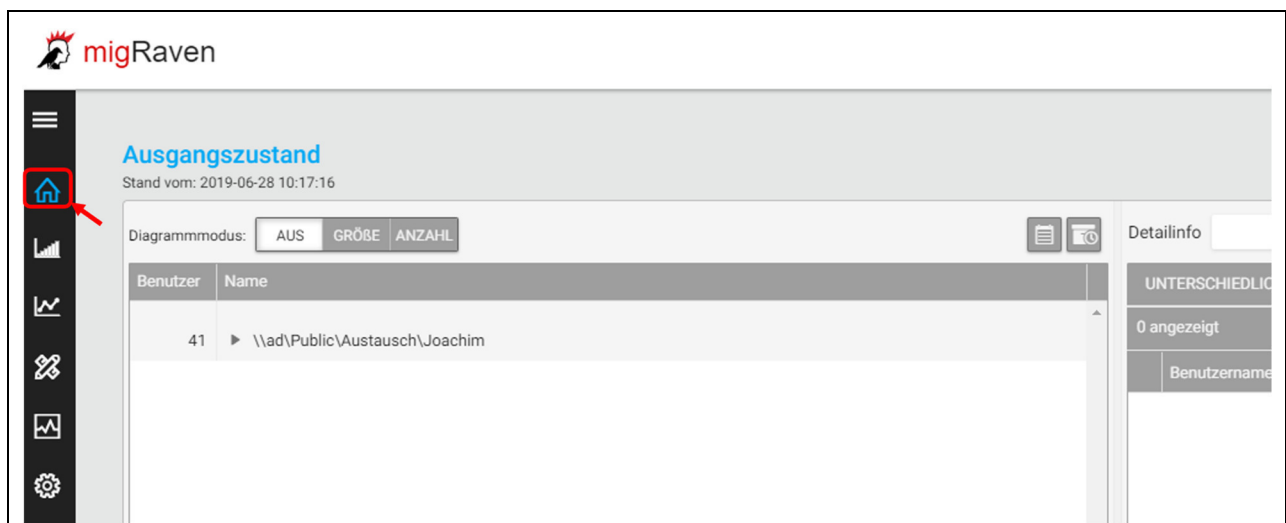 migRaven
Ausgangszustand
Stand vom: 2019-06-28 10:17:16
Diagrammmodus: AUS GRÖßE ANZAHL
Benutzer Name
41 \\ad\Public\Austausch\Joachim
Detailinfo
UNTERSCHIEDLIC
0 angezeigt
Benutzername